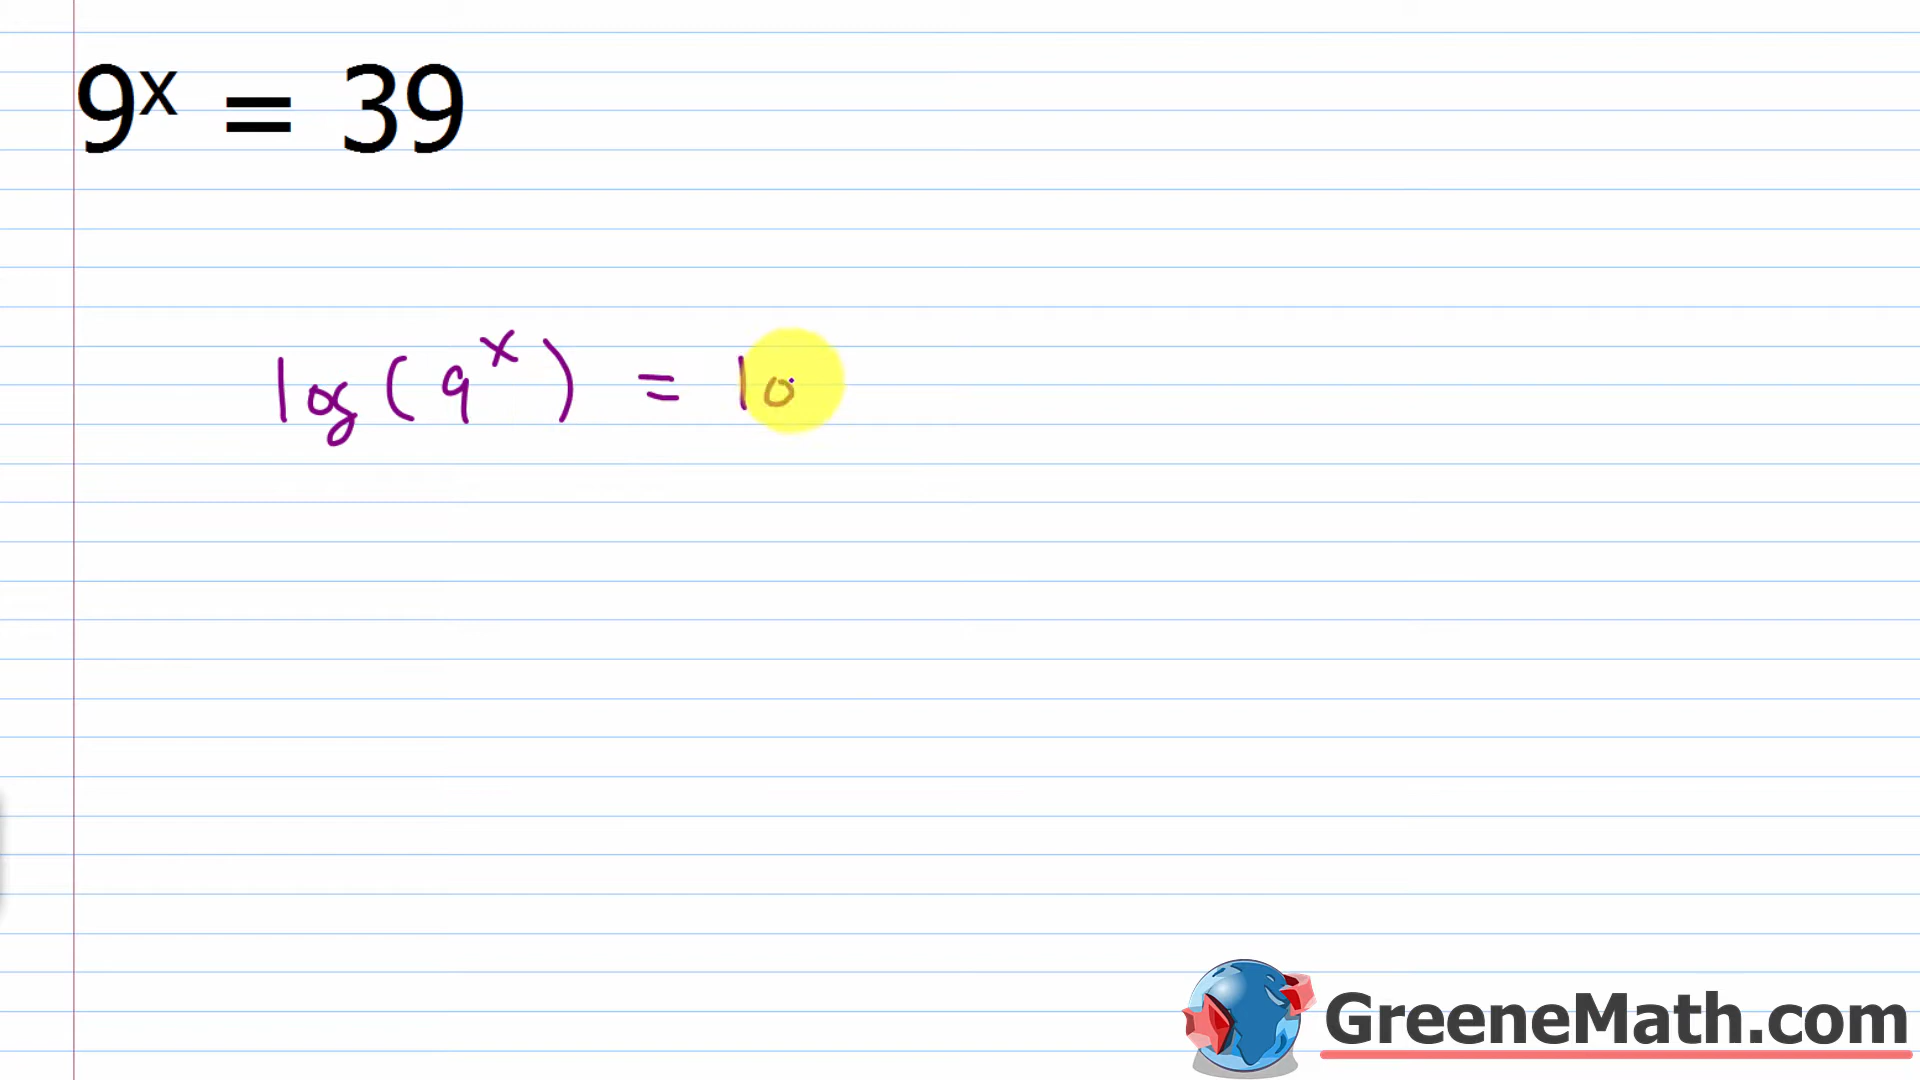 9ˣ = 39
log(9ˣ) = lo
GreeneMath.com